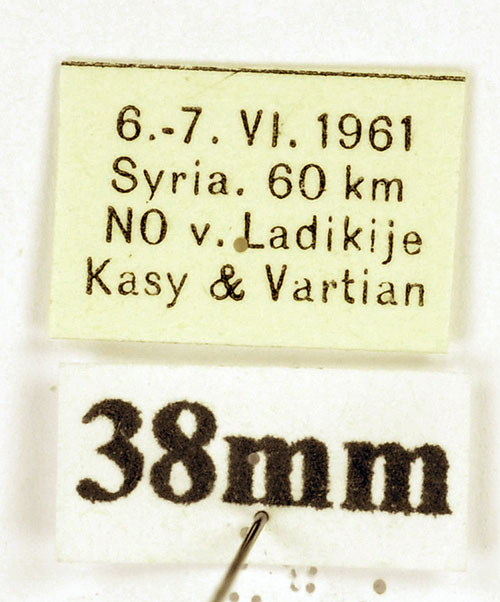 6.-7. VI. 1961
Syria. 60 km
NO v. Ladikije
Kasy & Vartian
38mm